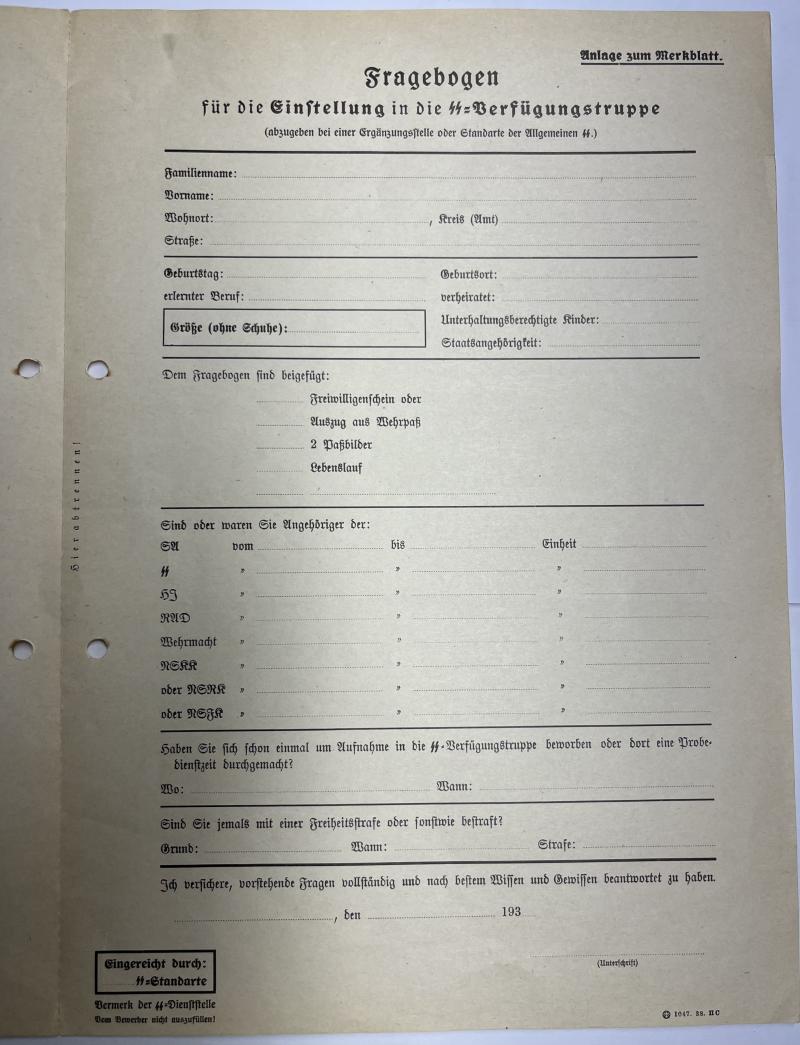 Anlage zum Merkblatt.
Fragebogen
für die Einstellung in die SS-Verfügungstruppe
(abzugeben bei einer Ergänzungsstelle oder Standarte der Allgemeinen SS.)
Familienname:
Vorname:
Wohnort: , Kreis (Amt)
Straße:
Geburtstag: Geburtsort:
erlernter Beruf: verheiratet:
Größe (ohne Schuhe): Unterhaltungsberechtigte Kinder:
Staatsangehörigkeit:
Dem Fragebogen sind beigefügt:
Freiwilligenschein oder
Auszug aus Wehrpaß
2 Paßbilder
Lebenslauf
Hier abtrennen!
Sind oder waren Sie Angehöriger der:
SA vom bis Einheit
SS " " "
HJ " " "
RAD " " "
Wehrmacht " " "
NSKK " " "
oder NSRK " " "
oder NSFK " " "
Haben Sie sich schon einmal um Aufnahme in die SS-Verfügungstruppe beworben oder dort eine Probe-
dienstzeit durchgemacht?
Wo: Wann:
Sind Sie jemals mit einer Freiheitsstrafe oder sonstwie bestraft?
Grund: Wann: Strafe:
Ich versichere, vorstehende Fragen vollständig und nach bestem Wissen und Gewissen beantwortet zu haben.
, den 193
(Unterschrift)
Eingereicht durch:
SS-Standarte
Vermerk der SS-Dienststelle
Vom Bewerber nicht auszufüllen!
1047. 38. II C